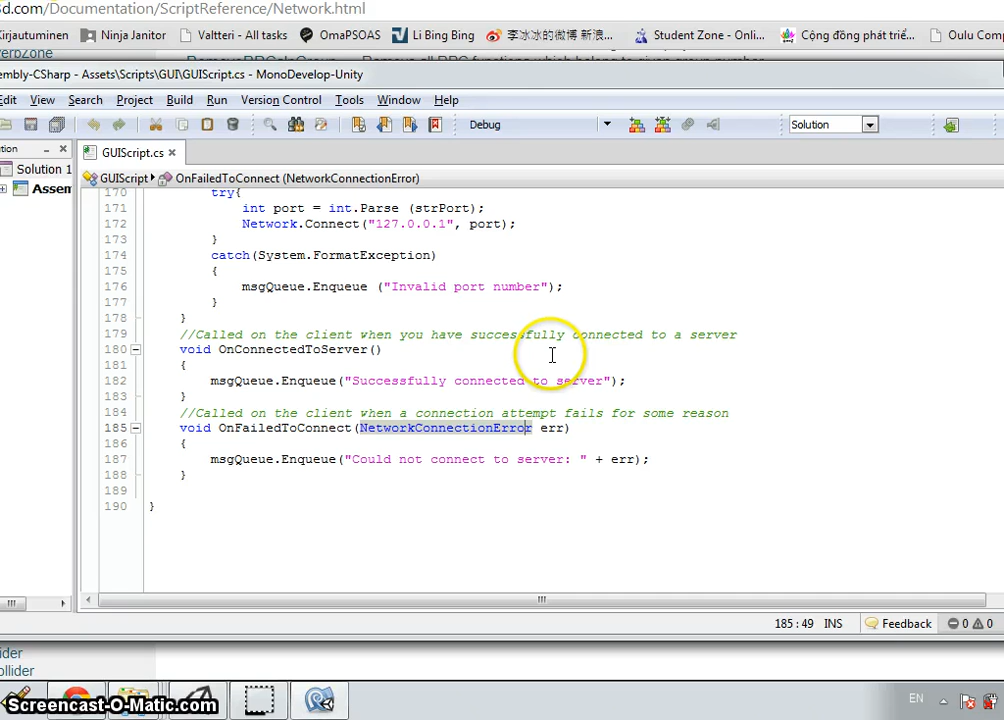 d.com/Documentation/ScriptReference/Network.html
Kirjautuminen Ninja Janitor Valtteri - All tasks OmaPSOAS Li Bing Bing 李冰冰的微博 新浪... Student Zone - Onli... Cộng đồng phát triể... Oulu Comp
verbZone
embly-CSharp - Assets\Scripts\GUI\GUIScript.cs - MonoDevelop-Unity
Edit View Search Project Build Run Version Control Tools Window Help
Debug Solution
tion GUIScript.cs
Solution 1 GUIScript OnFailedToConnect (NetworkConnectionError)
Assem
170 try{
171 int port = int.Parse (strPort);
172 Network.Connect("127.0.0.1", port);
173 }
174 catch(System.FormatException)
175 {
176 msgQueue.Enqueue ("Invalid port number");
177 }
178 }
179 //Called on the client when you have successfully connected to a server
180 void OnConnectedToServer()
181 {
182 msgQueue.Enqueue("Successfully connected to server");
183 }
184 //Called on the client when a connection attempt fails for some reason
185 void OnFailedToConnect(NetworkConnectionError err)
186 {
187 msgQueue.Enqueue("Could not connect to server: " + err);
188 }
189
190 }
185 : 49 INS Feedback 0 0
ider
ollider
Screencast-O-Matic.com EN